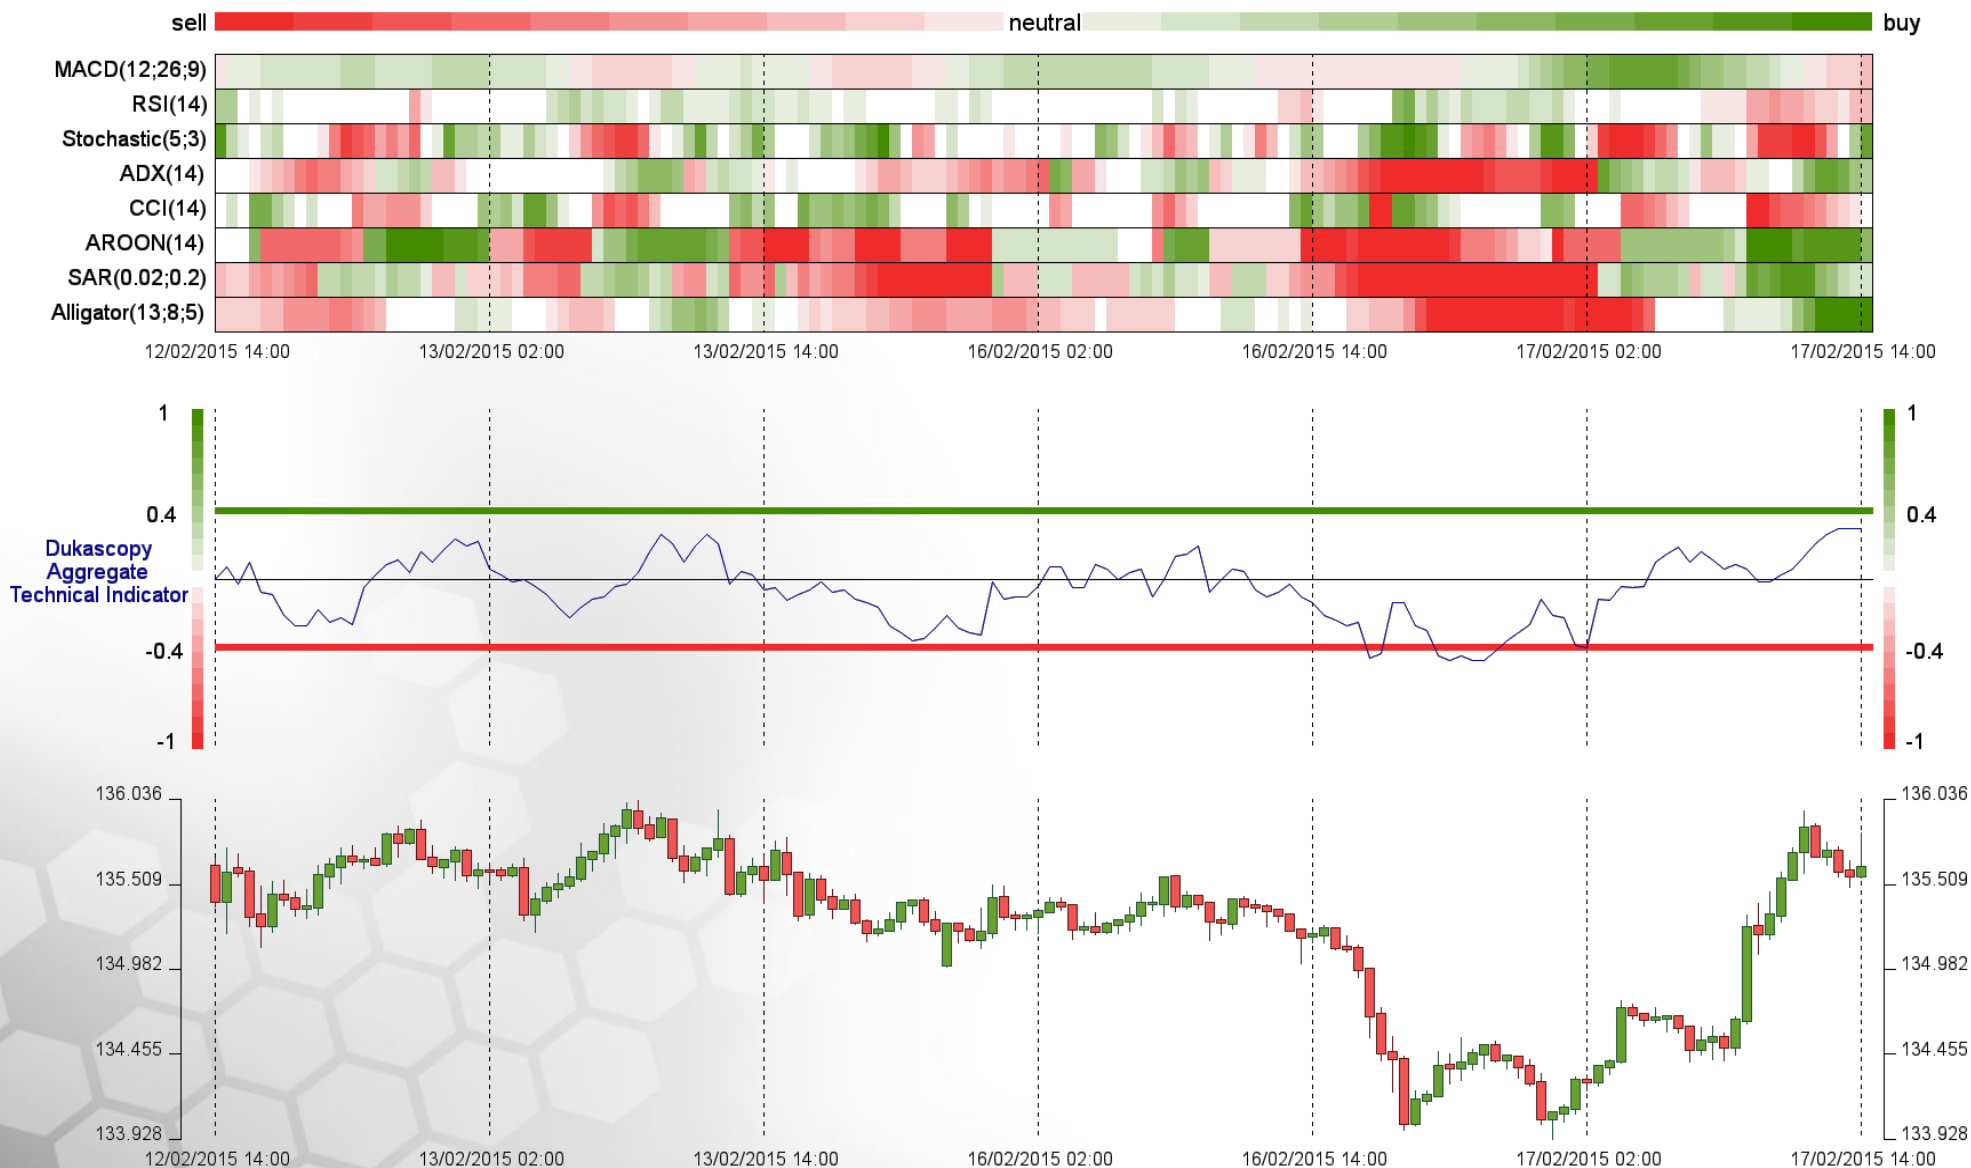 sell neutral buy
MACD(12;26;9)
RSI(14)
Stochastic(5;3)
ADX(14)
CCI(14)
AROON(14)
SAR(0.02;0.2)
Alligator(13;8;5)
12/02/2015 14:00 13/02/2015 02:00 13/02/2015 14:00 16/02/2015 02:00 16/02/2015 14:00 17/02/2015 02:00 17/02/2015 14:00
1 1
0.4 0.4
Dukascopy
Aggregate
Technical Indicator
-0.4 -0.4
-1 -1
136.036 136.036
135.509 135.509
134.982 134.982
134.455 134.455
133.928 133.928
12/02/2015 14:00 13/02/2015 02:00 13/02/2015 14:00 16/02/2015 02:00 16/02/2015 14:00 17/02/2015 02:00 17/02/2015 14:00